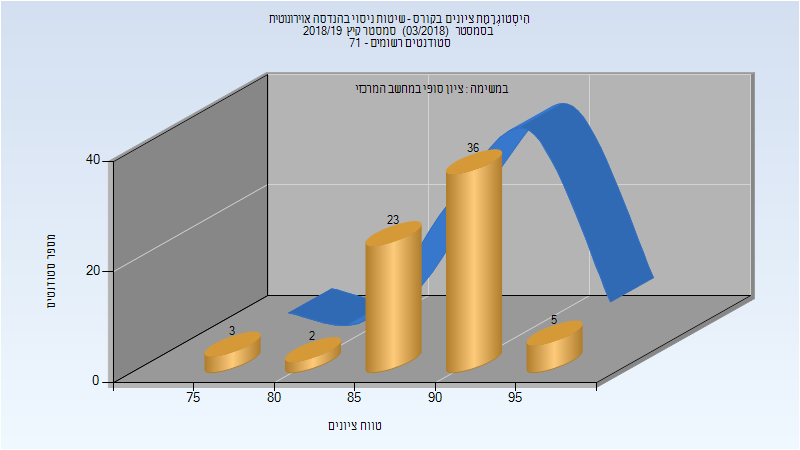 היסטוגרמת ציונים בקורס - שיטות ניסוי בהנדסה אוירונוטית
בסמסטר (03/2018) סמסטר קיץ 2018/19
סטודנטים רשומים - 71
במשימה : ציון סופי במחשב המרכזי
מספר סטודנטים
40
20
0
3
2
23
36
5
75
80
85
90
95
טווח ציונים